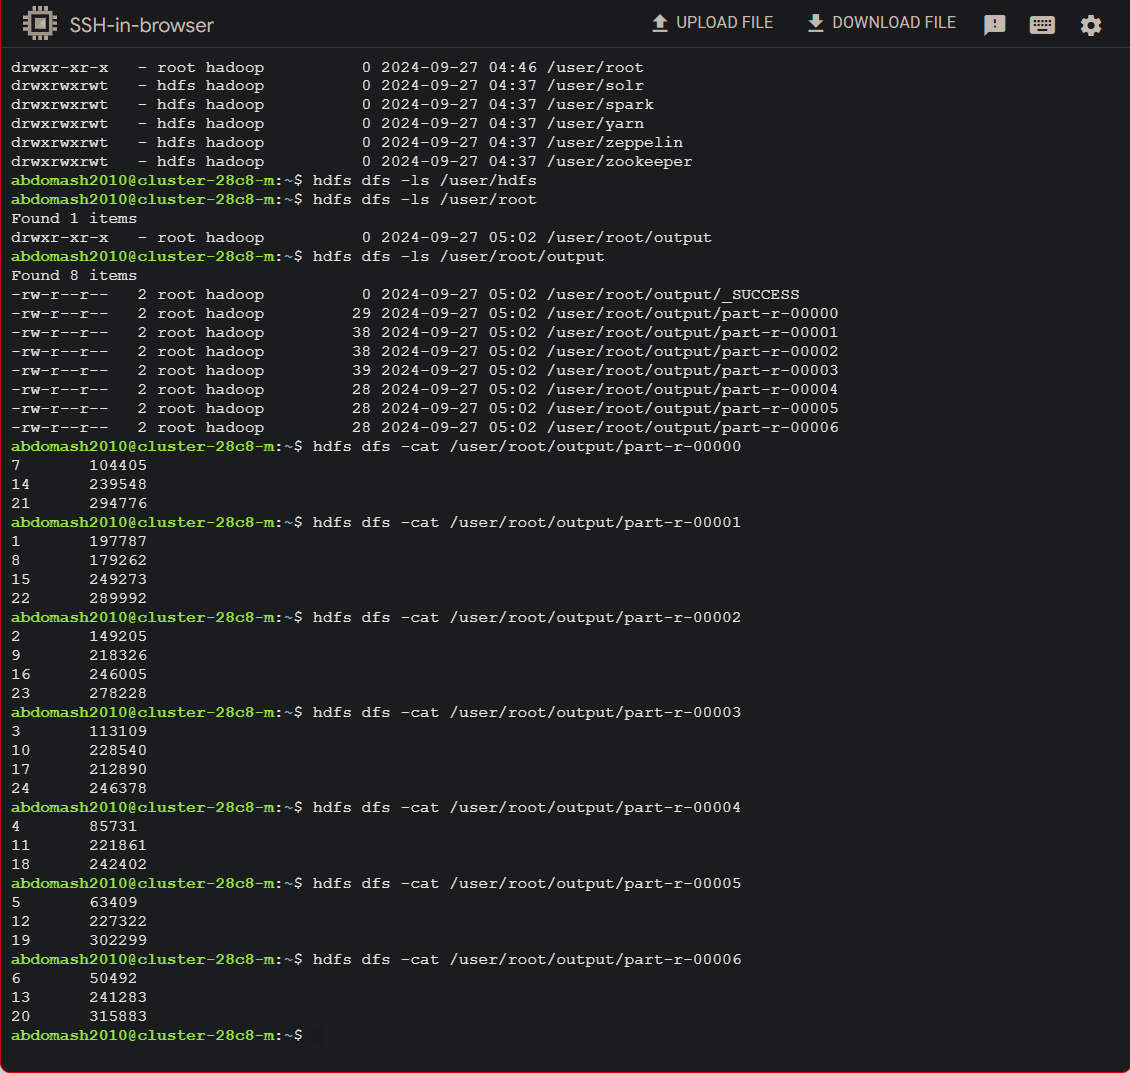 SSH-in-browser UPLOAD FILE DOWNLOAD FILE
drwxr-xr-x   - root hadoop          0 2024-09-27 04:46 /user/root
drwxrwxrwt   - hdfs hadoop          0 2024-09-27 04:37 /user/solr
drwxrwxrwt   - hdfs hadoop          0 2024-09-27 04:37 /user/spark
drwxrwxrwt   - hdfs hadoop          0 2024-09-27 04:37 /user/yarn
drwxrwxrwt   - hdfs hadoop          0 2024-09-27 04:37 /user/zeppelin
drwxrwxrwt   - hdfs hadoop          0 2024-09-27 04:37 /user/zookeeper
abdomash2010@cluster-28c8-m:~$ hdfs dfs -ls /user/hdfs
abdomash2010@cluster-28c8-m:~$ hdfs dfs -ls /user/root
Found 1 items
drwxr-xr-x   - root hadoop          0 2024-09-27 05:02 /user/root/output
abdomash2010@cluster-28c8-m:~$ hdfs dfs -ls /user/root/output
Found 8 items
-rw-r--r--   2 root hadoop          0 2024-09-27 05:02 /user/root/output/_SUCCESS
-rw-r--r--   2 root hadoop         29 2024-09-27 05:02 /user/root/output/part-r-00000
-rw-r--r--   2 root hadoop         38 2024-09-27 05:02 /user/root/output/part-r-00001
-rw-r--r--   2 root hadoop         38 2024-09-27 05:02 /user/root/output/part-r-00002
-rw-r--r--   2 root hadoop         39 2024-09-27 05:02 /user/root/output/part-r-00003
-rw-r--r--   2 root hadoop         28 2024-09-27 05:02 /user/root/output/part-r-00004
-rw-r--r--   2 root hadoop         28 2024-09-27 05:02 /user/root/output/part-r-00005
-rw-r--r--   2 root hadoop         28 2024-09-27 05:02 /user/root/output/part-r-00006
abdomash2010@cluster-28c8-m:~$ hdfs dfs -cat /user/root/output/part-r-00000
7       104405
14      239548
21      294776
abdomash2010@cluster-28c8-m:~$ hdfs dfs -cat /user/root/output/part-r-00001
1       197787
8       179262
15      249273
22      289992
abdomash2010@cluster-28c8-m:~$ hdfs dfs -cat /user/root/output/part-r-00002
2       149205
9       218326
16      246005
23      278228
abdomash2010@cluster-28c8-m:~$ hdfs dfs -cat /user/root/output/part-r-00003
3       113109
10      228540
17      212890
24      246378
abdomash2010@cluster-28c8-m:~$ hdfs dfs -cat /user/root/output/part-r-00004
4       85731
11      221861
18      242402
abdomash2010@cluster-28c8-m:~$ hdfs dfs -cat /user/root/output/part-r-00005
5       63409
12      227322
19      302299
abdomash2010@cluster-28c8-m:~$ hdfs dfs -cat /user/root/output/part-r-00006
6       50492
13      241283
20      315883
abdomash2010@cluster-28c8-m:~$